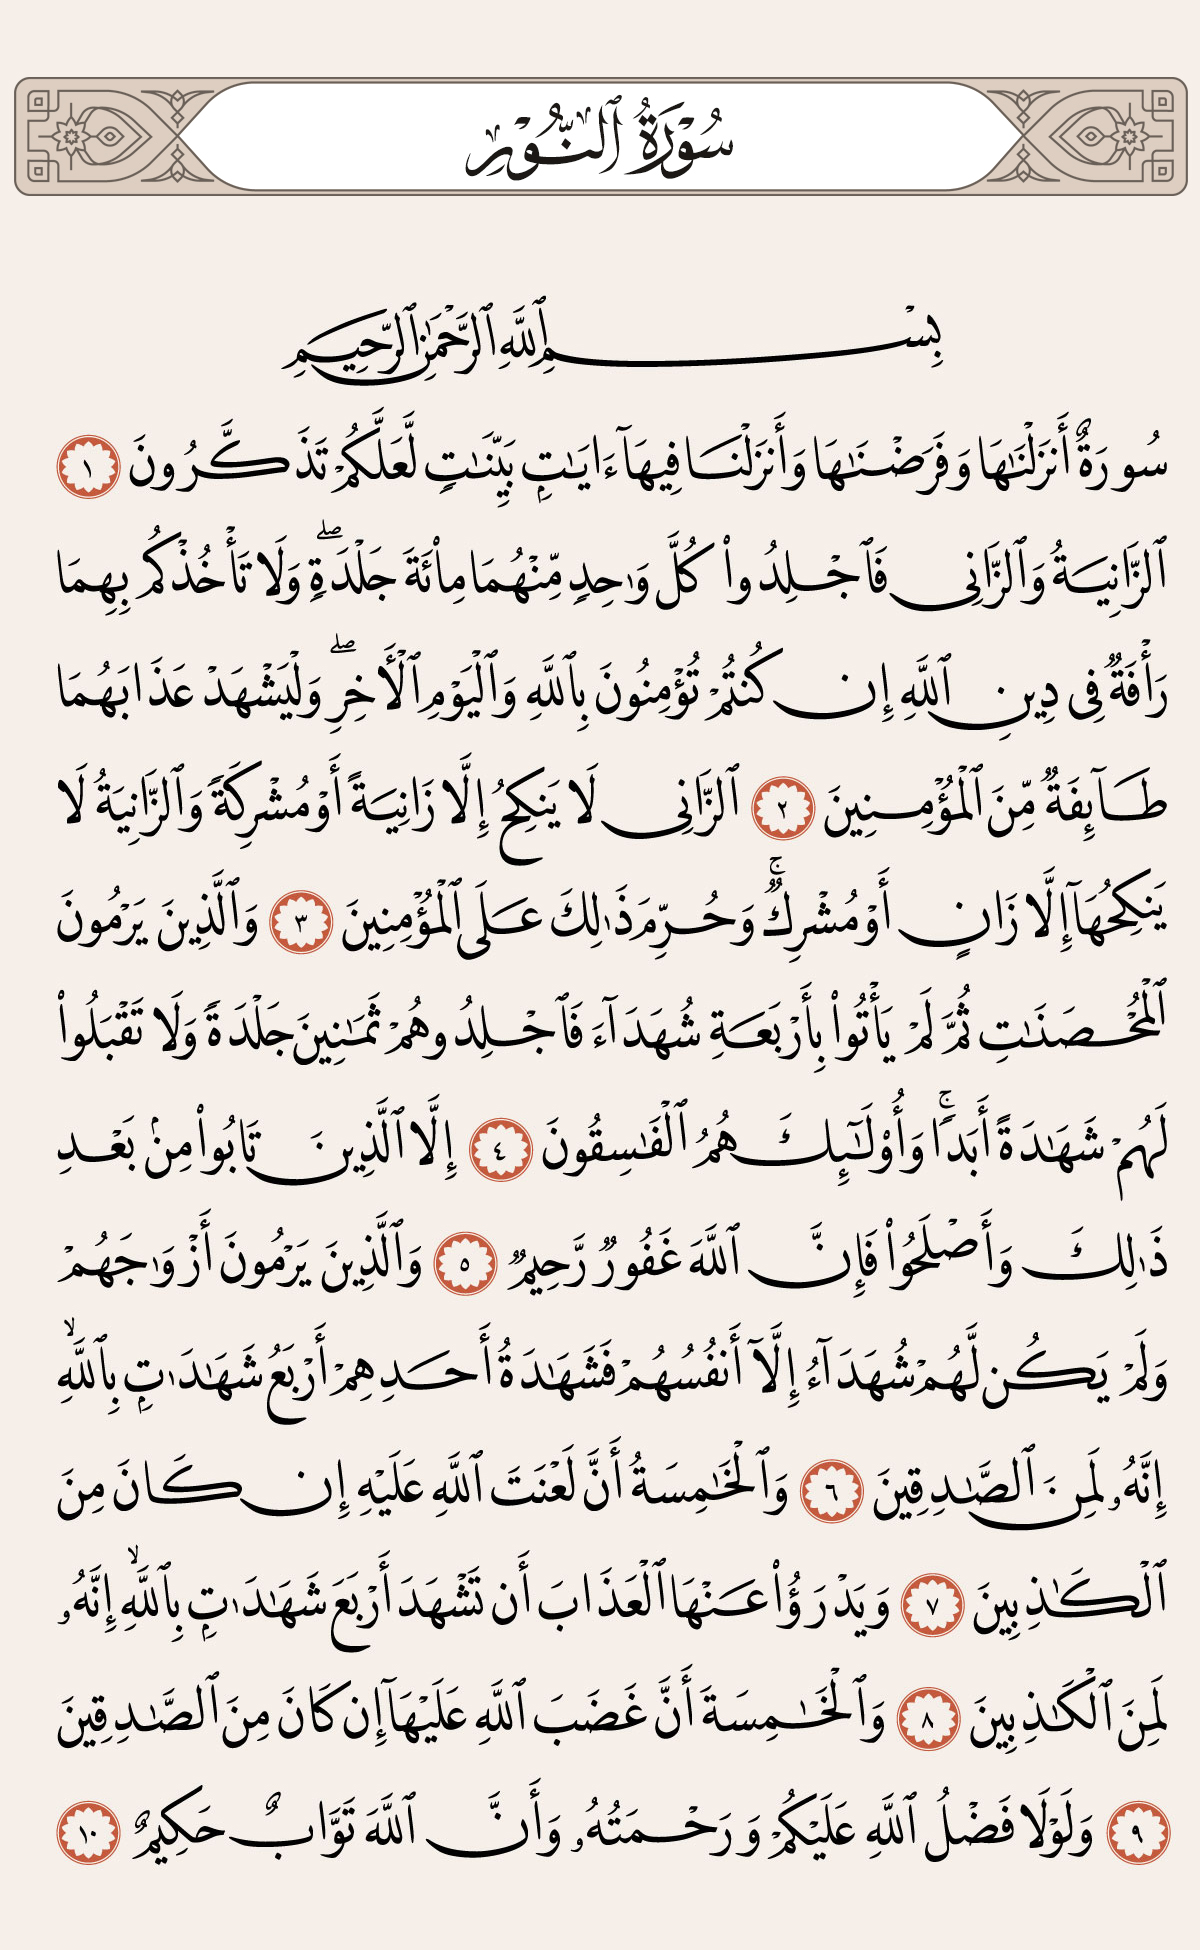 سُورَةُ ٱلنُّورِ
بِسْمِ ٱللَّهِ ٱلرَّحْمَٰنِ ٱلرَّحِيمِ
سُورَةٌ أَنزَلْنَٰهَا وَفَرَضْنَٰهَا وَأَنزَلْنَا فِيهَآ ءَايَٰتٍۭ بَيِّنَٰتٍ لَّعَلَّكُمْ تَذَكَّرُونَ ١
ٱلزَّانِيَةُ وَٱلزَّانِى فَٱجْلِدُوا۟ كُلَّ وَٰحِدٍ مِّنْهُمَا مِا۟ئَةَ جَلْدَةٍۖ وَلَا تَأْخُذْكُم بِهِمَا
رَأْفَةٌ فِى دِينِ ٱللَّهِ إِن كُنتُمْ تُؤْمِنُونَ بِٱللَّهِ وَٱلْيَوْمِ ٱلْأَخِرِۖ وَلْيَشْهَدْ عَذَابَهُمَا
طَآئِفَةٌ مِّنَ ٱلْمُؤْمِنِينَ ٢ ٱلزَّانِى لَا يَنكِحُ إِلَّا زَانِيَةً أَوْ مُشْرِكَةً وَٱلزَّانِيَةُ لَا
يَنكِحُهَآ إِلَّا زَانٍ أَوْ مُشْرِكٌۚ وَحُرِّمَ ذَٰلِكَ عَلَى ٱلْمُؤْمِنِينَ ٣ وَٱلَّذِينَ يَرْمُونَ
ٱلْمُحْصَنَٰتِ ثُمَّ لَمْ يَأْتُوا۟ بِأَرْبَعَةِ شُهَدَآءَ فَٱجْلِدُوهُمْ ثَمَٰنِينَ جَلْدَةً وَلَا تَقْبَلُوا۟
لَهُمْ شَهَٰدَةً أَبَدًاۚ وَأُو۟لَٰٓئِكَ هُمُ ٱلْفَٰسِقُونَ ٤ إِلَّا ٱلَّذِينَ تَابُوا۟ مِنۢ بَعْدِ
ذَٰلِكَ وَأَصْلَحُوا۟ فَإِنَّ ٱللَّهَ غَفُورٌ رَّحِيمٌ ٥ وَٱلَّذِينَ يَرْمُونَ أَزْوَٰجَهُمْ
وَلَمْ يَكُن لَّهُمْ شُهَدَآءُ إِلَّآ أَنفُسُهُمْ فَشَهَٰدَةُ أَحَدِهِمْ أَرْبَعُ شَهَٰدَٰتٍۭ بِٱللَّهِۙ
إِنَّهُۥ لَمِنَ ٱلصَّٰدِقِينَ ٦ وَٱلْخَٰمِسَةُ أَنَّ لَعْنَتَ ٱللَّهِ عَلَيْهِ إِن كَانَ مِنَ
ٱلْكَٰذِبِينَ ٧ وَيَدْرَؤُا۟ عَنْهَا ٱلْعَذَابَ أَن تَشْهَدَ أَرْبَعَ شَهَٰدَٰتٍۭ بِٱللَّهِۙ إِنَّهُۥ
لَمِنَ ٱلْكَٰذِبِينَ ٨ وَٱلْخَٰمِسَةَ أَنَّ غَضَبَ ٱللَّهِ عَلَيْهَآ إِن كَانَ مِنَ ٱلصَّٰدِقِينَ
٩ وَلَوْلَا فَضْلُ ٱللَّهِ عَلَيْكُمْ وَرَحْمَتُهُۥ وَأَنَّ ٱللَّهَ تَوَّابٌ حَكِيمٌ ١٠